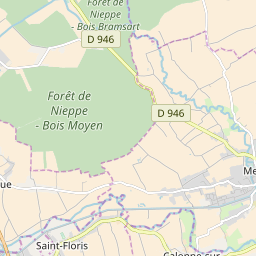 Forêt de
Nieppe
- Bois Bramsart
D 946
Forêt de
Nieppe
- Bois Moyen
D 946
Me
ue
Saint-Floris
Calonne-sur